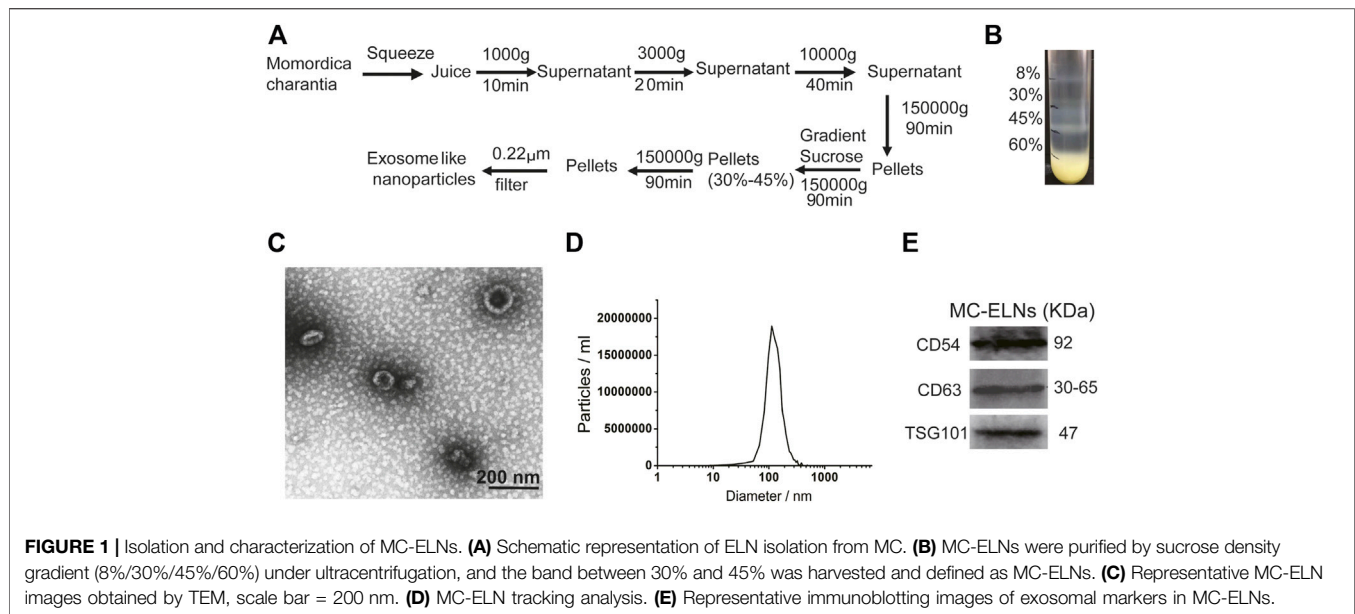 A
Momordica
charantia
Squeeze
Juice
1000g
10min
Supernatant
3000g
20min
Supernatant
10000g
40min
Supernatant
150000g
90min
Pellets
Gradient
Sucrose
150000g
90min
Pellets
(30%-45%)
150000g
90min
Pellets
0.22μm
filter
Exosome like
nanoparticles
B
8%
30%
45%
60%
C
200 nm
D
Particles / ml
20000000
15000000
10000000
5000000
0
1 10 100 1000
Diameter / nm
E
MC-ELNs (KDa)
CD54 92
CD63 30-65
TSG101 47
FIGURE 1 | Isolation and characterization of MC-ELNs. (A) Schematic representation of ELN isolation from MC. (B) MC-ELNs were purified by sucrose density
gradient (8%/30%/45%/60%) under ultracentrifugation, and the band between 30% and 45% was harvested and defined as MC-ELNs. (C) Representative MC-ELN
images obtained by TEM, scale bar = 200 nm. (D) MC-ELN tracking analysis. (E) Representative immunoblotting images of exosomal markers in MC-ELNs.